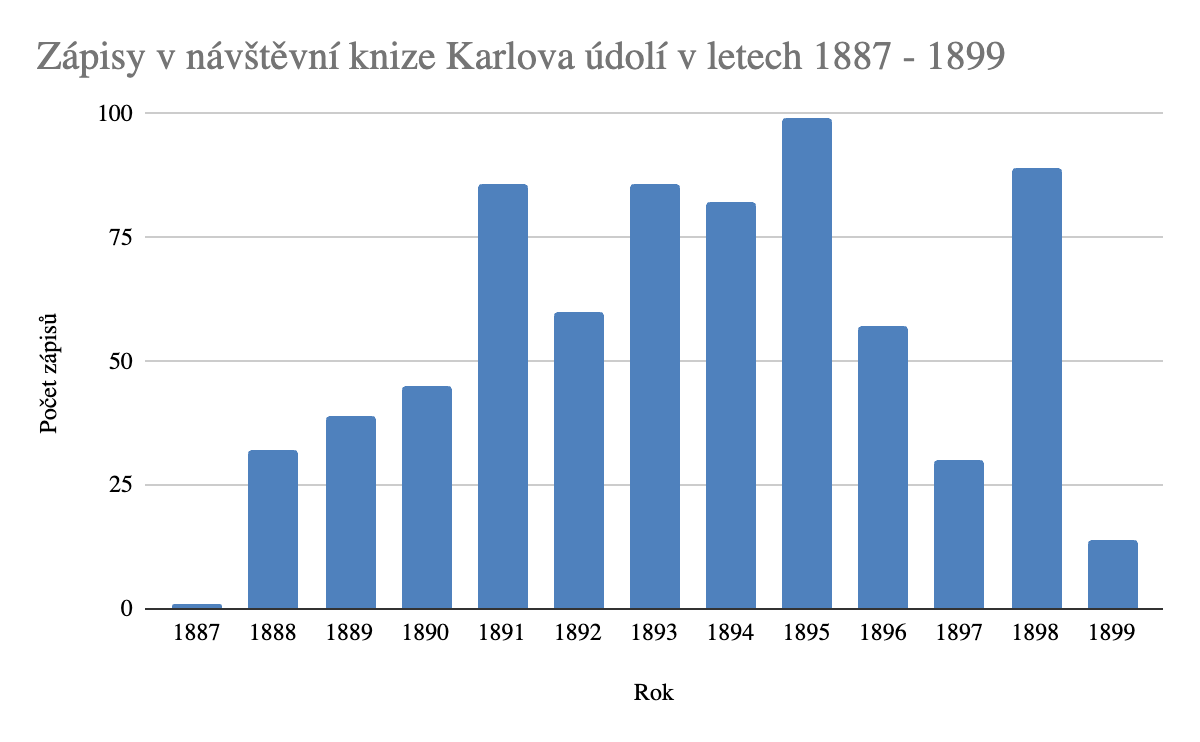 Zápisy v návštěvní knize Karlova údolí v letech 1887 - 1899
100
75
50
25
0
Počet zápisů
1887 1888 1889 1890 1891 1892 1893 1894 1895 1896 1897 1898 1899
Rok